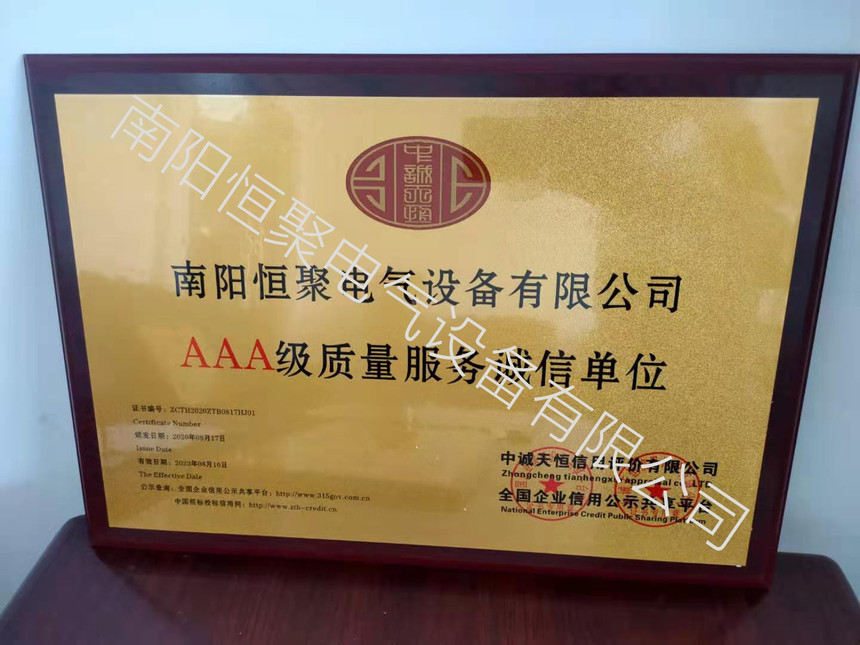 南阳恒聚电气设备有限公司
AAA级质量服务诚信单位
证书编号：ZCTH2020ZTB0817HJ01
Certificate Number
颁发日期：2020年08月17日
Issue Date
有效日期：2023年08月16日
The Effective Date
公示查询：全国企业信用公示共享平台：http://www.315gov.com.cn
中国招标投标信用网：http://www.ztb-credit.cn
中诚天恒信用评价有限公司
Zhongcheng tianhengxin appraisal co., LTD
全国企业信用公示共享平台
National Enterprise Credit Public Sharing Platform
南阳恒聚电气设备有限公司